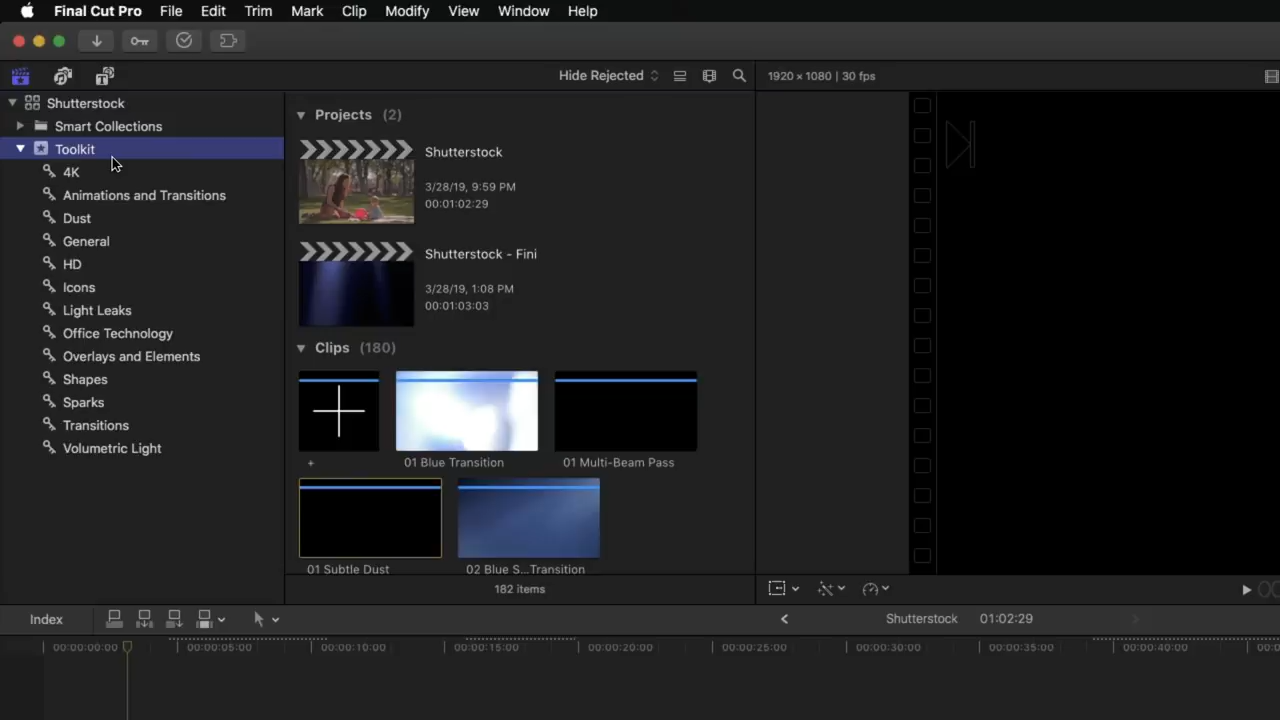 Final Cut Pro File Edit Trim Mark Clip Modify View Window Help
Hide Rejected
1920 × 1080 | 30 fps
Shutterstock
Smart Collections
Toolkit
4K
Animations and Transitions
Dust
General
HD
Icons
Light Leaks
Office Technology
Overlays and Elements
Shapes
Sparks
Transitions
Volumetric Light
Projects (2)
Shutterstock
3/28/19, 9:59 PM
00:01:02:29
Shutterstock - Fini
3/28/19, 1:08 PM
00:01:03:03
Clips (180)
+
01 Blue Transition
01 Multi-Beam Pass
01 Subtle Dust
02 Blue S...Transition
182 items
Index
Shutterstock 01:02:29
00:00:00:00 00:00:05:00 00:00:10:00 00:00:15:00 00:00:20:00 00:00:25:00 00:00:30:00 00:00:35:00 00:00:40:00